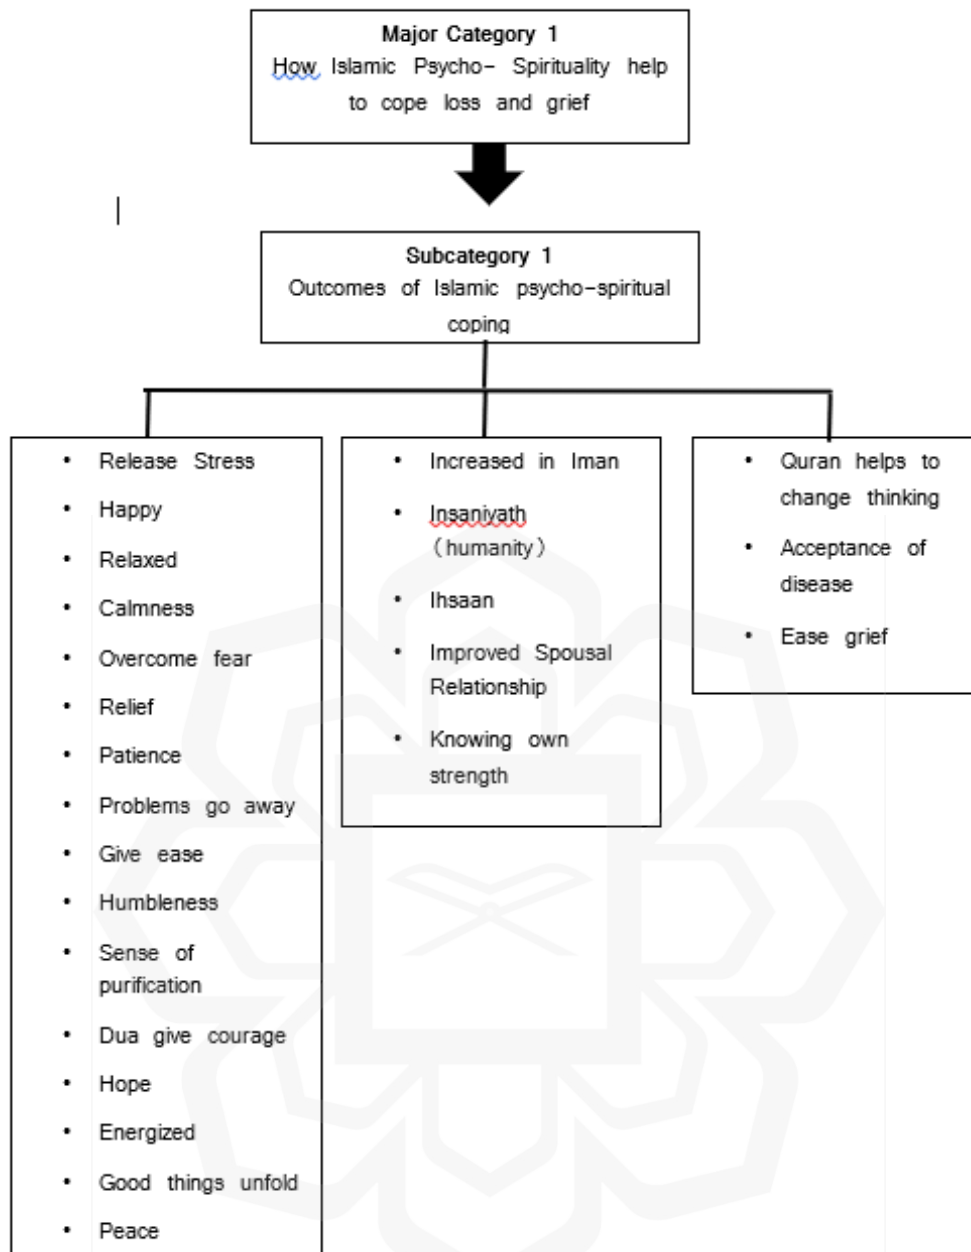 Major Category 1
How Islamic Psycho- Spirituality help
to cope loss and grief
Subcategory 1
Outcomes of Islamic psycho-spiritual
coping
• Release Stress
• Happy
• Relaxed
• Calmness
• Overcome fear
• Relief
• Patience
• Problems go away
• Give ease
• Humbleness
• Sense of
purification
• Dua give courage
• Hope
• Energized
• Good things unfold
• Peace
• Increased in Iman
• Insaniyath
(humanity)
• Ihsaan
• Improved Spousal
Relationship
• Knowing own
strength
• Quran helps to
change thinking
• Acceptance of
disease
• Ease grief